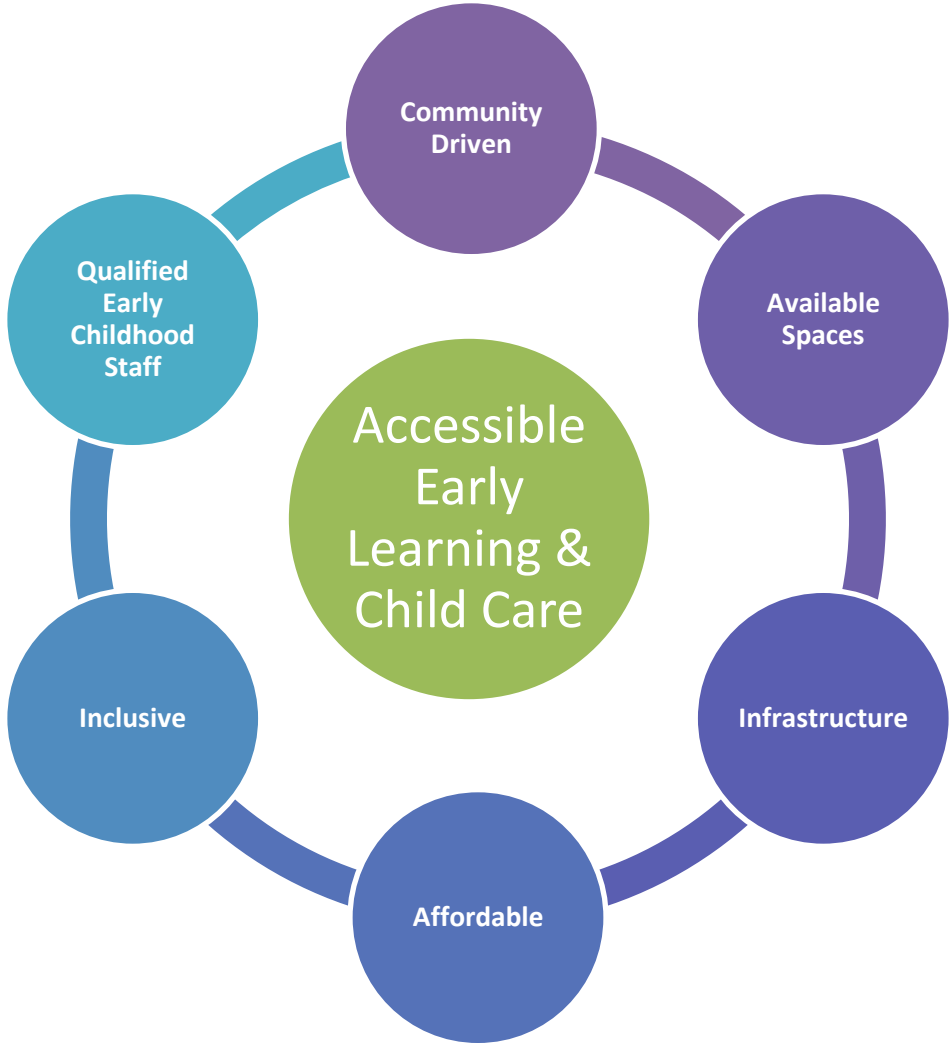 Community
Driven
Available
Spaces
Infrastructure
Affordable
Inclusive
Qualified
Early
Childhood
Staff
Accessible
Early
Learning &
Child Care